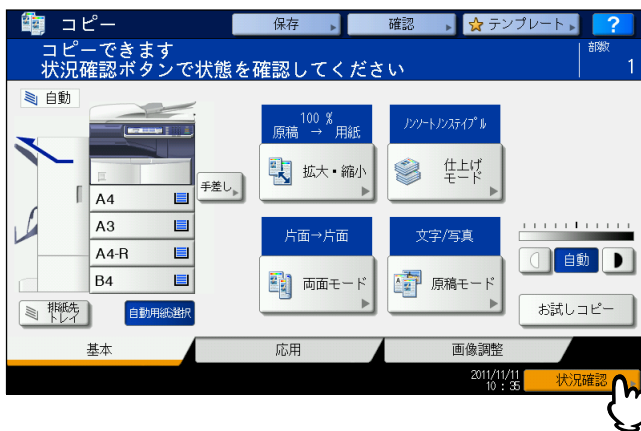 コピー
保存
確認
テンプレート
?
コピーできます
状況確認ボタンで状態を確認してください
部数
1
自動
100 %
原稿 → 用紙
ノンソートノンステイプル
拡大・縮小
仕上げ
モード
手差し
A4
A3
A4-R
B4
片面→片面
文字/写真
両面モード
原稿モード
自動
お試しコピー
排紙先
トレイ
自動用紙選択
基本
応用
画像調整
2011/11/11
10 : 35
状況確認